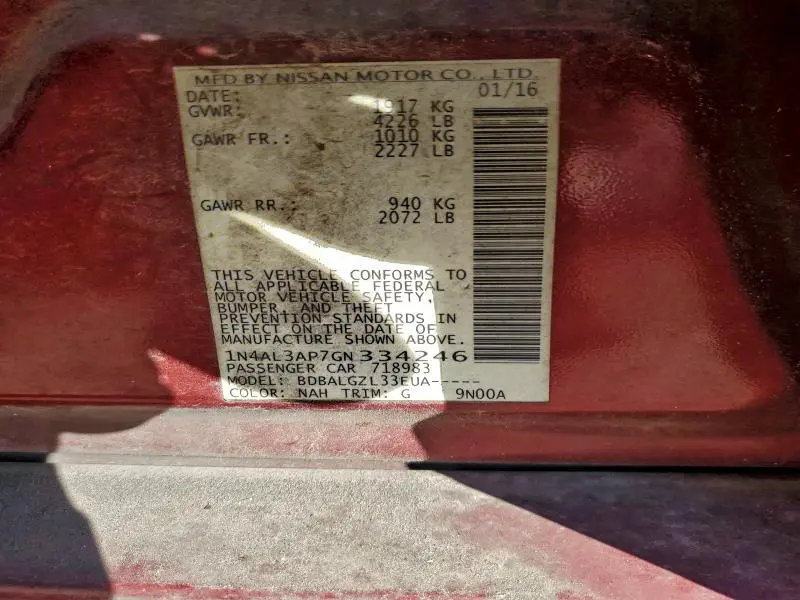 MFD BY NISSAN MOTOR CO., LTD.
DATE: 01/16
GVWR: 1917 KG
4226 LB
GAWR FR.: 1010 KG
2227 LB
GAWR RR.: 940 KG
2072 LB
THIS VEHICLE CONFORMS TO
ALL APPLICABLE FEDERAL
MOTOR VEHICLE SAFETY,
BUMPER, AND THEFT
PREVENTION STANDARDS IN
EFFECT ON THE DATE OF
MANUFACTURE SHOWN ABOVE.
1N4AL3AP7GN334246
PASSENGER CAR 718983
MODEL: BDBALGZL33EUA-----
COLOR: NAH TRIM: G 9N00A